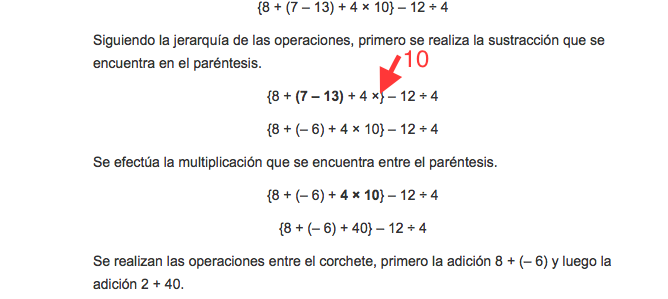 {8 + (7 – 13) + 4 × 10} – 12 ÷ 4
Siguiendo la jerarquía de las operaciones, primero se realiza la sustracción que se
encuentra en el paréntesis.
10
{8 + (7 – 13) + 4 ×} – 12 ÷ 4
{8 + (– 6) + 4 × 10} – 12 ÷ 4
Se efectúa la multiplicación que se encuentra entre el paréntesis.
{8 + (– 6) + 4 × 10} – 12 ÷ 4
{8 + (– 6) + 40} – 12 ÷ 4
Se realizan las operaciones entre el corchete, primero la adición 8 + (– 6) y luego la
adición 2 + 40.